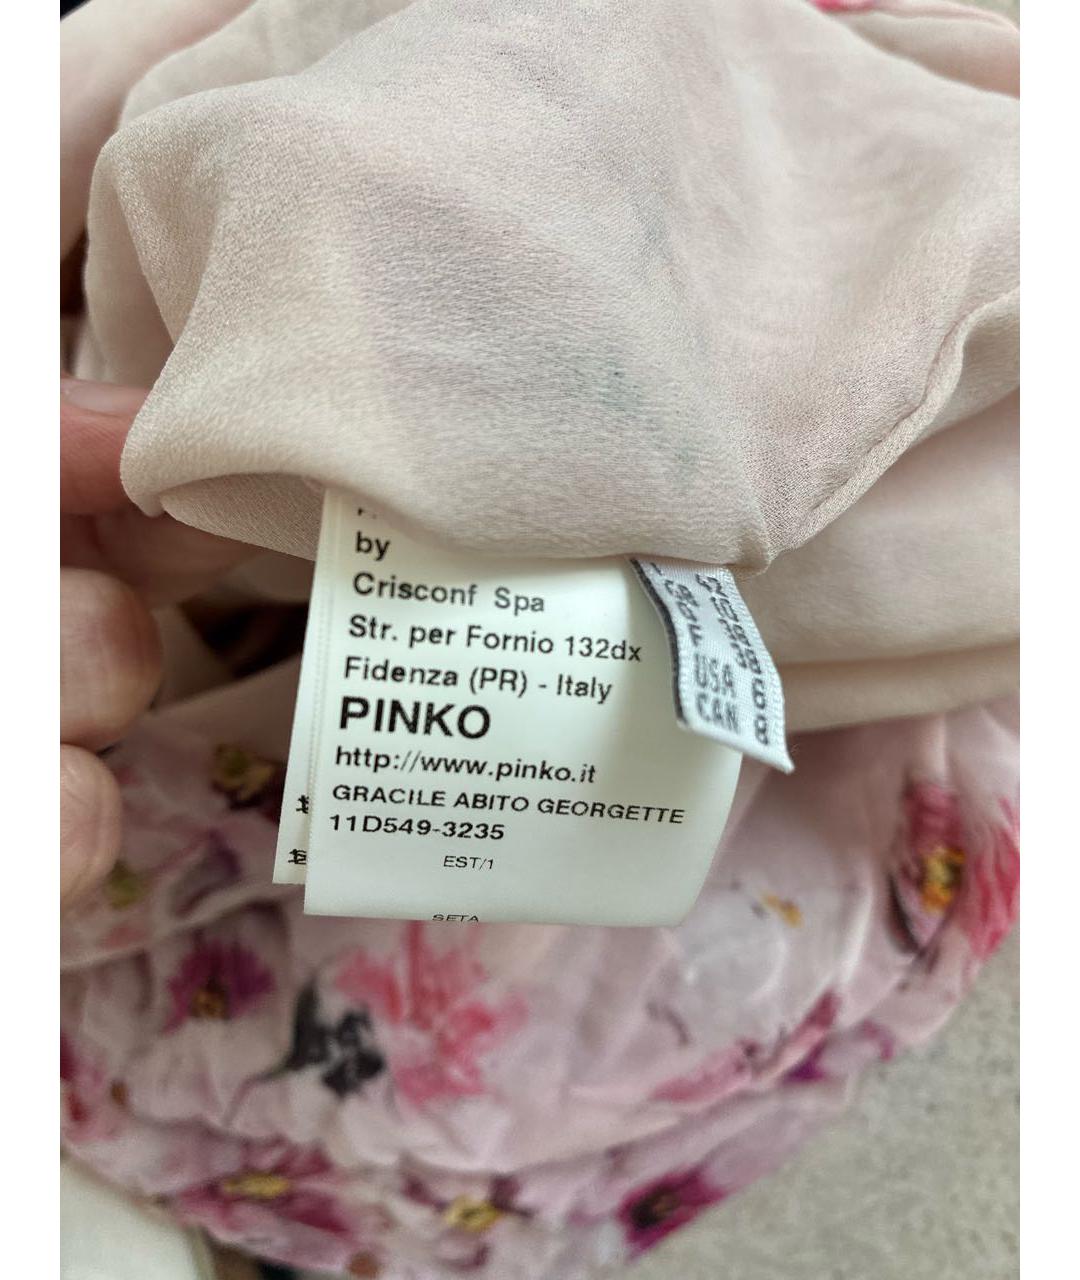 by
Crisconf Spa
Str. per Fornio 132dx
Fidenza (PR) - Italy
PINKO
http://www.pinko.it
GRACILE ABITO GEORGETTE
11D549-3235
EST/1
SETA
USA
CAN